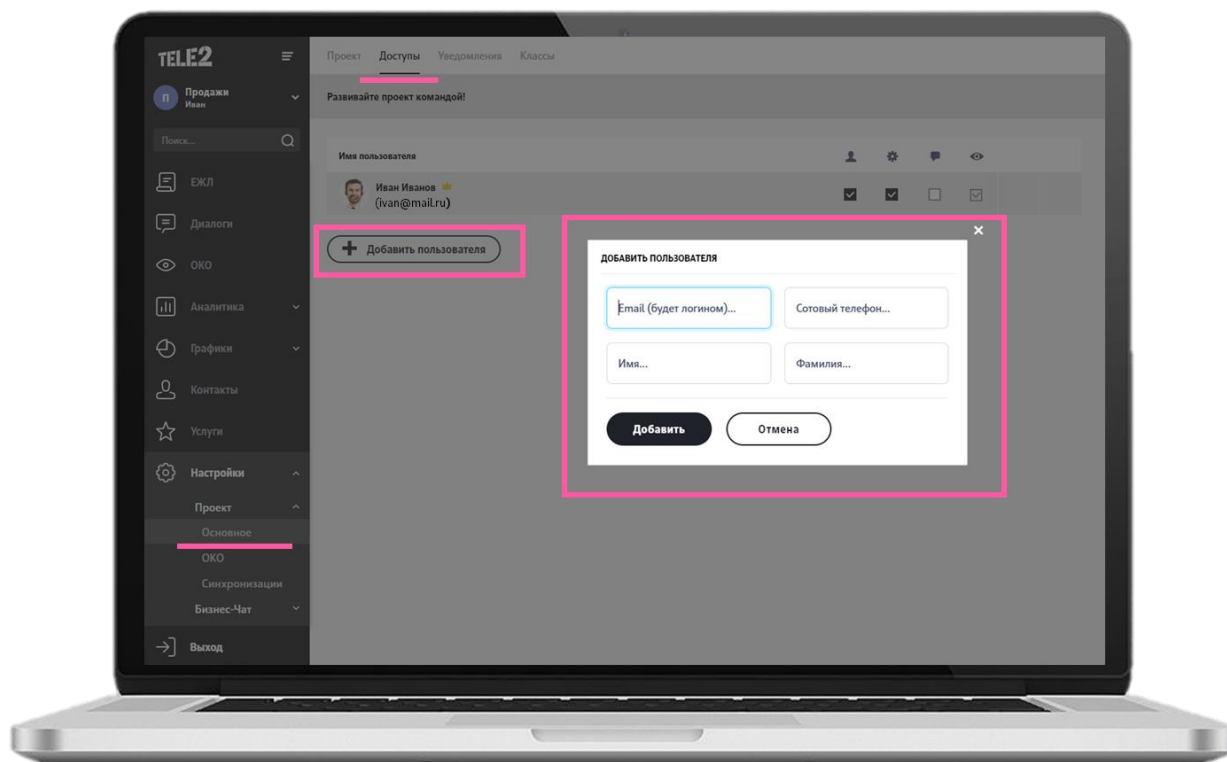 TELE2
Проект Доступы Уведомления Классы
П
Продажи
Иван
Развивайте проект командой!
Поиск...
Имя пользователя
ЕЖЛ
Иван Иванов
(ivan@mail.ru)
Диалоги
Добавить пользователя
ОКО
Аналитика
Графики
Контакты
Услуги
Настройки
Проект
Основное
ОКО
Синхронизации
Бизнес-Чат
Выход
ДОБАВИТЬ ПОЛЬЗОВАТЕЛЯ
Email (будет логином)...
Сотовый телефон...
Имя...
Фамилия...
Добавить
Отмена